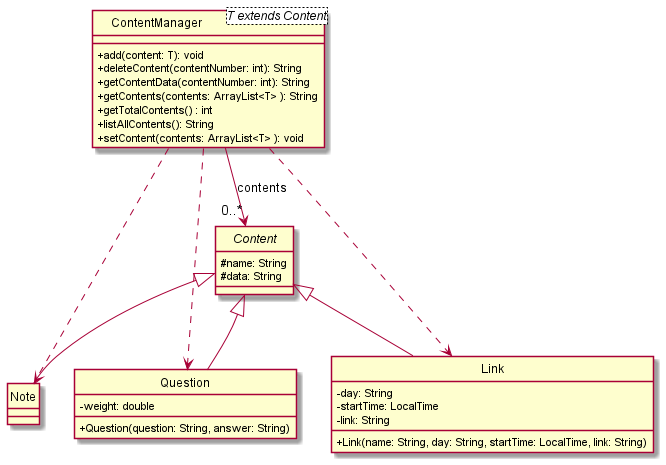 ContentManager
T extends Content
+add(content: T): void
+deleteContent(contentNumber: int): String
+getContentData(contentNumber: int): String
+getContents(contents: ArrayList<T> ): String
+getTotalContents() : int
+listAllContents(): String
+setContent(contents: ArrayList<T> ): void
contents
0..*
Content
#name: String
#data: String
Note
Question
-weight: double
+Question(question: String, answer: String)
Link
-day: String
-startTime: LocalTime
-link: String
+Link(name: String, day: String, startTime: LocalTime, link: String)